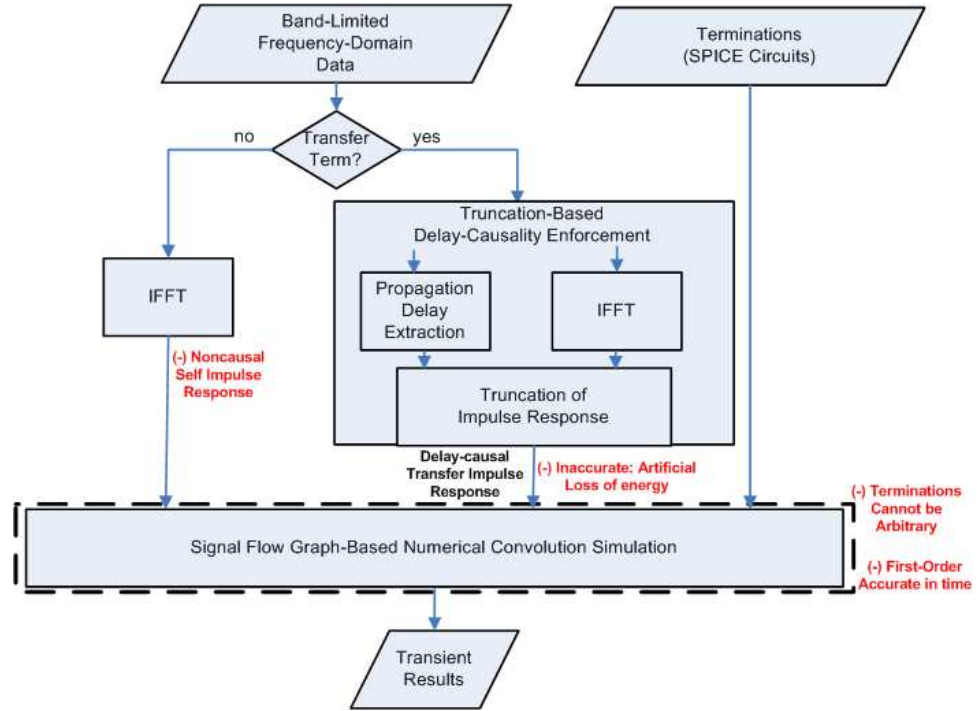 Band-Limited
Frequency-Domain
Data
Terminations
(SPICE Circuits)
no
Transfer
Term?
yes
Truncation-Based
Delay-Causality Enforcement
IFFT
Propagation
Delay
Extraction
IFFT
(-) Noncausal
Self Impulse
Response
Truncation of
Impulse Response
Delay-causal
Transfer Impulse
Response
(-) Inaccurate: Artificial
Loss of energy
(-) Terminations
Cannot be
Arbitrary
Signal Flow Graph-Based Numerical Convolution Simulation
(-) First-Order
Accurate in time
Transient
Results